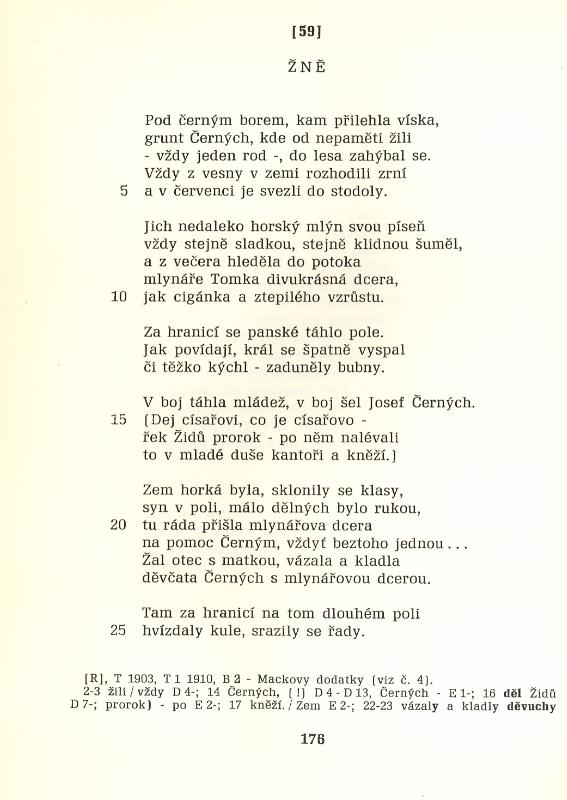 [59]
ŽNĚ
Pod černým borem, kam přilehla víska,
grunt Černých, kde od nepaměti žili
- vždy jeden rod -, do lesa zahýbal se.
Vždy z vesny v zemi rozhodili zrní
5 a v červenci je svezli do stodoly.
Jich nedaleko horský mlýn svou píseň
vždy stejně sladkou, stejně klidnou šuměl,
a z večera hleděla do potoka
mlynáře Tomka divukrásná dcera,
10 jak cigánka a ztepilého vzrůstu.
Za hranicí se panské táhlo pole.
Jak povídají, král se špatně vyspal
či těžko kýchl - zaduněly bubny.
V boj táhla mládež, v boj šel Josef Černých.
15 (Dej císařovi, co je císařovo -
řek Židů prorok - po něm nalévali
to v mladé duše kantoři a kněží.)
Zem horká byla, sklonily se klasy,
syn v poli, málo dělných bylo rukou,
20 tu ráda přišla mlynářova dcera
na pomoc Černým, vždyť beztoho jednou...
Žal otec s matkou, vázala a kladla
děvčata Černých s mlynářovou dcerou.
Tam za hranicí na tom dlouhém poli
25 hvízdaly kule, srazily se řady.
[R], T 1903, T 1 1910, B 2 - Mackovy dodatky (viz č. 4).
2-3 žili / vždy D 4-; 14 Černých, (!) D 4 - D 13, Černých - E 1-; 16 děl Židů
D 7-; prorok) - po E 2-; 17 kněží. / Zem E 2-; 22-23 vázaly a kladly děvuchy
176